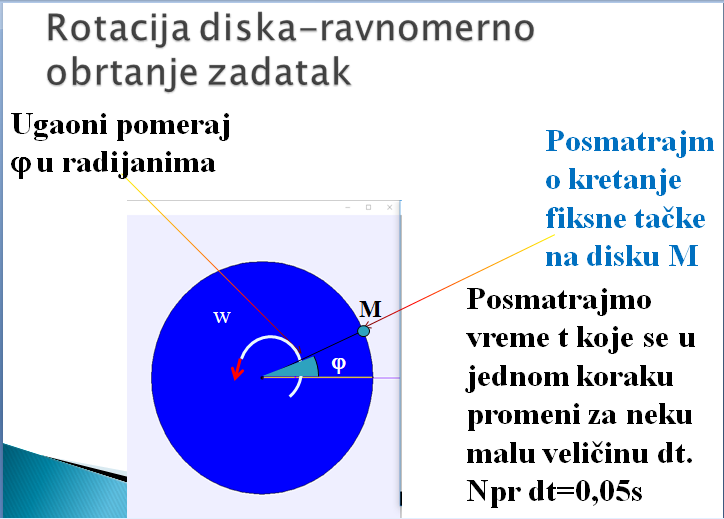 Rotacija diska-ravnomerno
obrtanje zadatak
Ugaoni pomeraj
φ u radijanima
Posmatrajm
o kretanje
fiksne tačke
na disku M
M
w
φ
Posmatrajmo
vreme t koje se u
jednom koraku
promeni za neku
malu veličinu dt.
Npr dt=0,05s